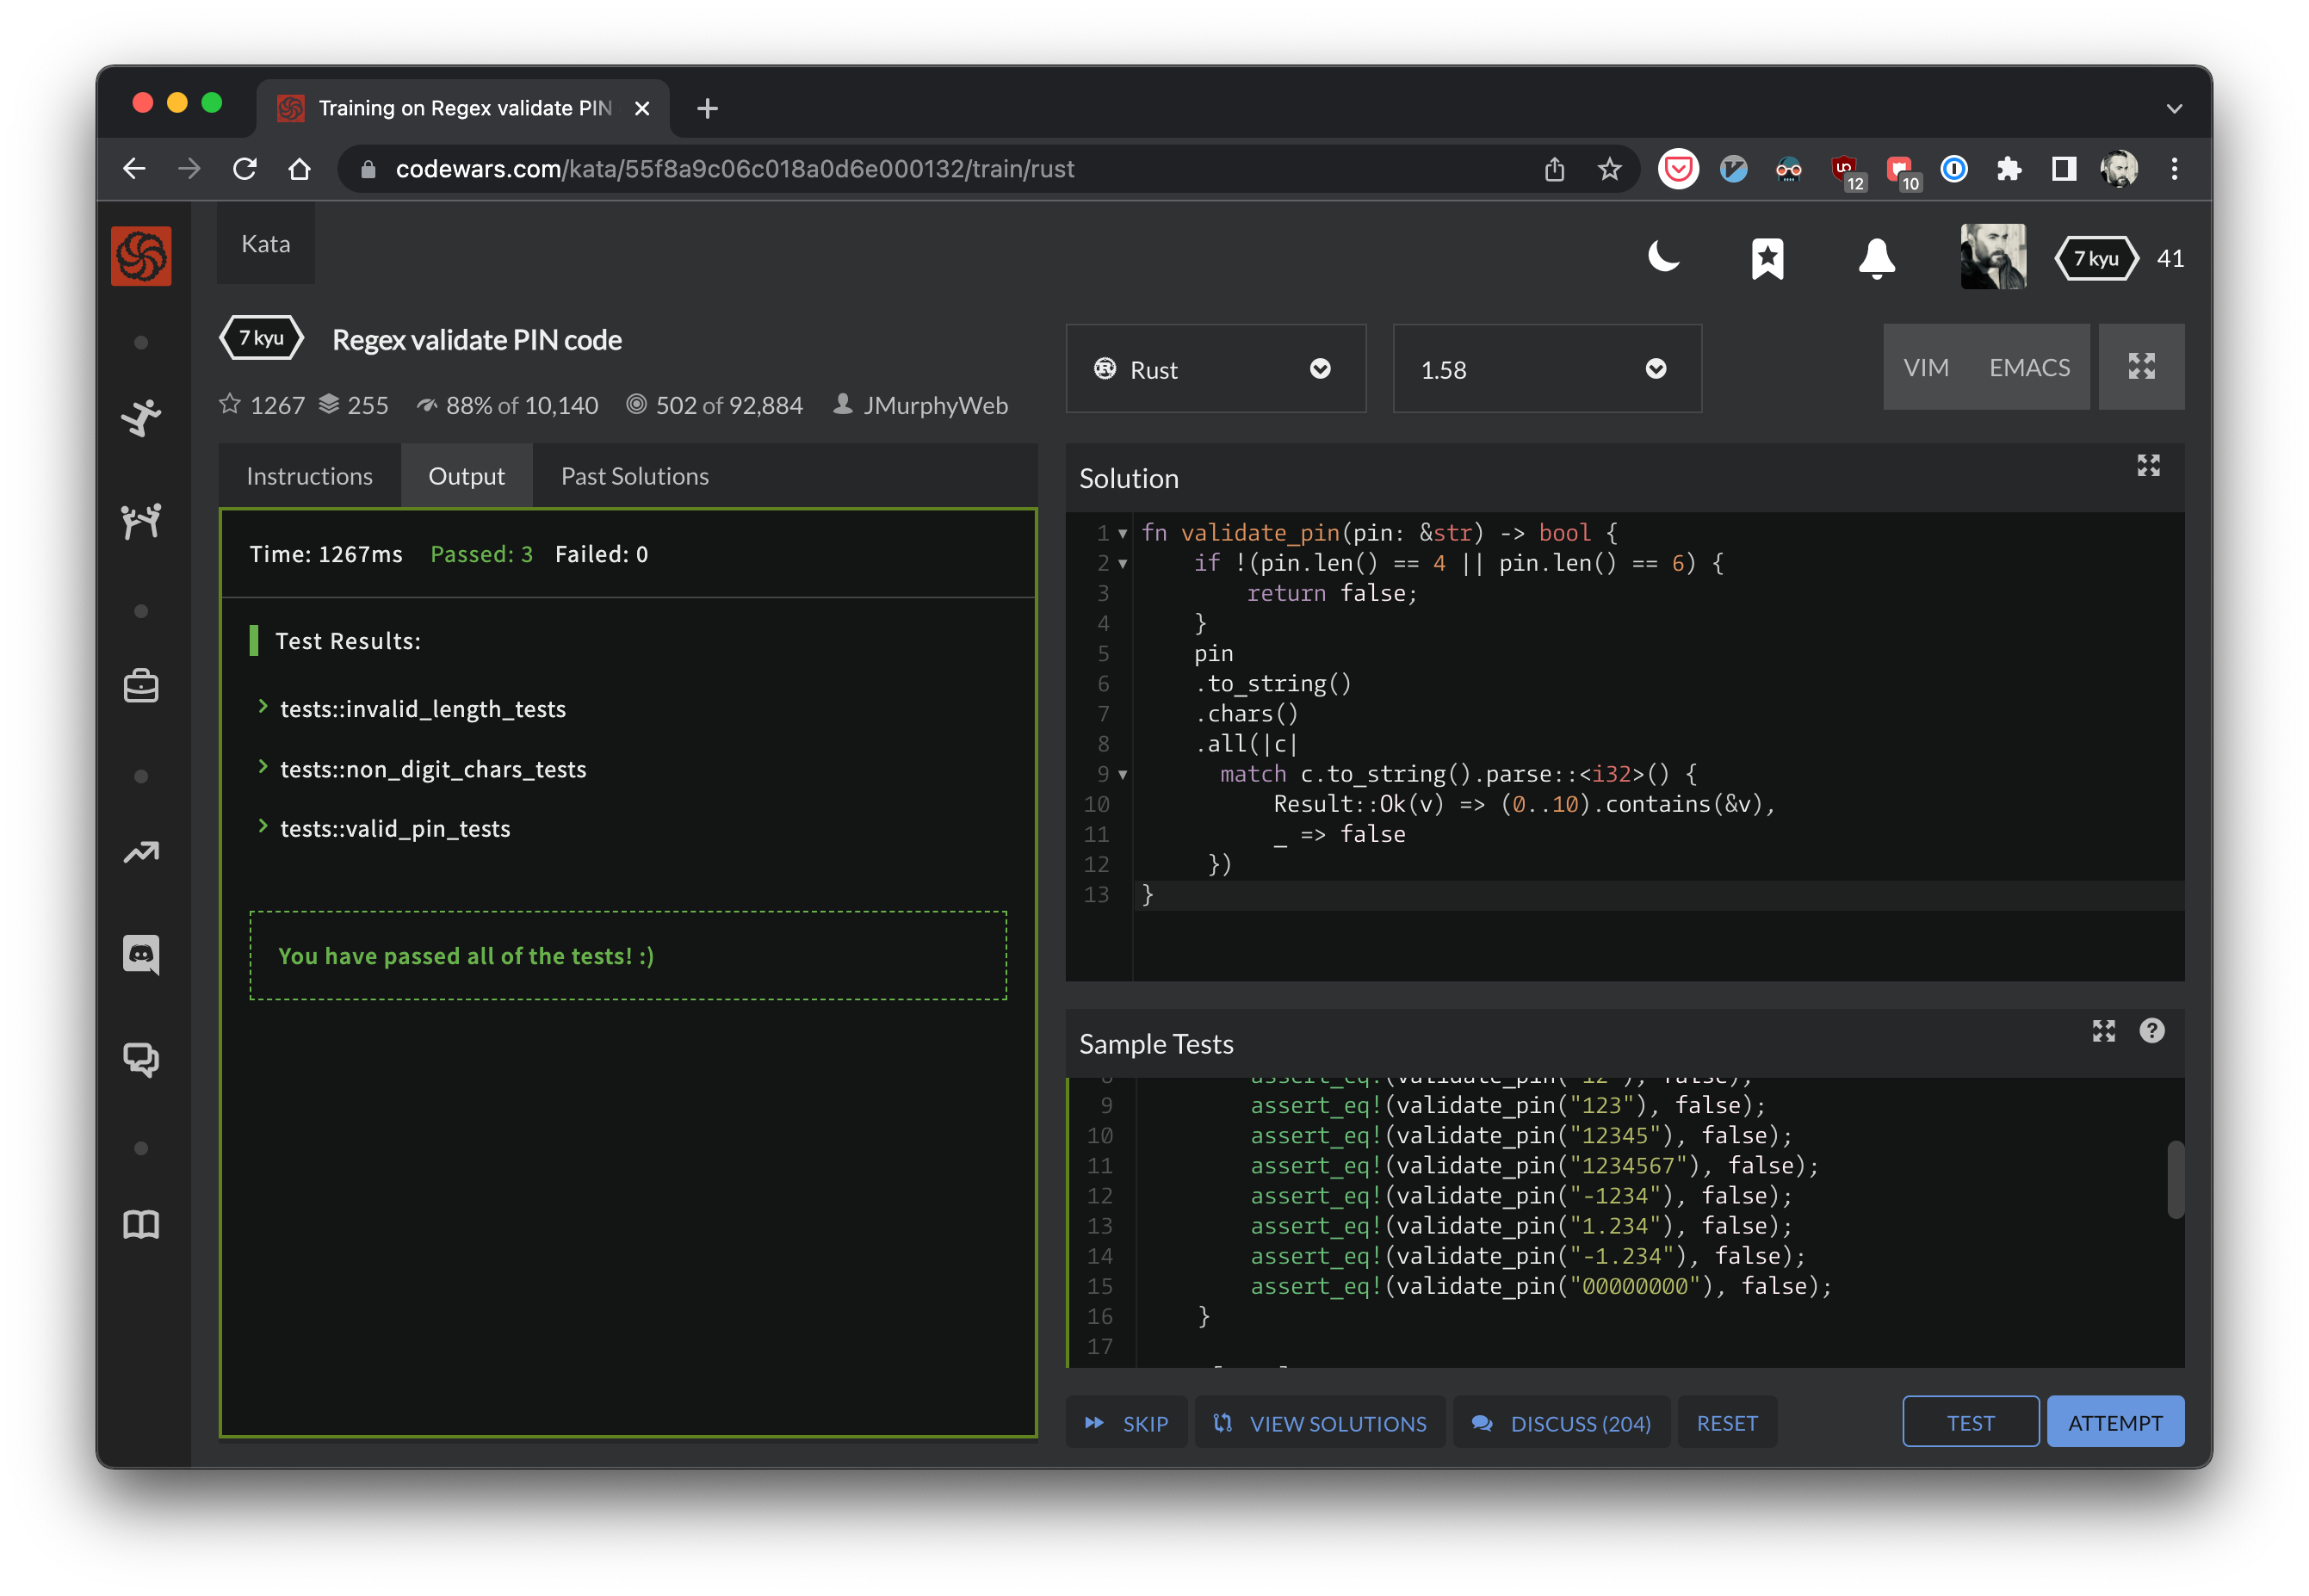 Training on Regex validate PIN
codewars.com/kata/55f8a9c06c018a0d6e000132/train/rust
12
10
Kata
7 kyu
41
7 kyu
Regex validate PIN code
1267
255
88% of 10,140
502 of 92,884
JMurphyWeb
Rust
1.58
VIM
EMACS
Instructions
Output
Past Solutions
Time: 1267ms Passed: 3 Failed: 0
Test Results:
tests::invalid_length_tests
tests::non_digit_chars_tests
tests::valid_pin_tests
You have passed all of the tests! :)
Solution
1 fn validate_pin(pin: &str) -> bool {
2 if !(pin.len() == 4 || pin.len() == 6) {
3 return false;
4 }
5 pin
6 .to_string()
7 .chars()
8 .all(|c|
9 match c.to_string().parse::<i32>() {
10 Result::Ok(v) => (0..10).contains(&v),
11 _ => false
12 })
13 }
Sample Tests
8 assert_eq!(validate_pin("12"), false);
9 assert_eq!(validate_pin("123"), false);
10 assert_eq!(validate_pin("12345"), false);
11 assert_eq!(validate_pin("1234567"), false);
12 assert_eq!(validate_pin("-1234"), false);
13 assert_eq!(validate_pin("1.234"), false);
14 assert_eq!(validate_pin("-1.234"), false);
15 assert_eq!(validate_pin("00000000"), false);
16 }
17
SKIP
VIEW SOLUTIONS
DISCUSS (204)
RESET
TEST
ATTEMPT